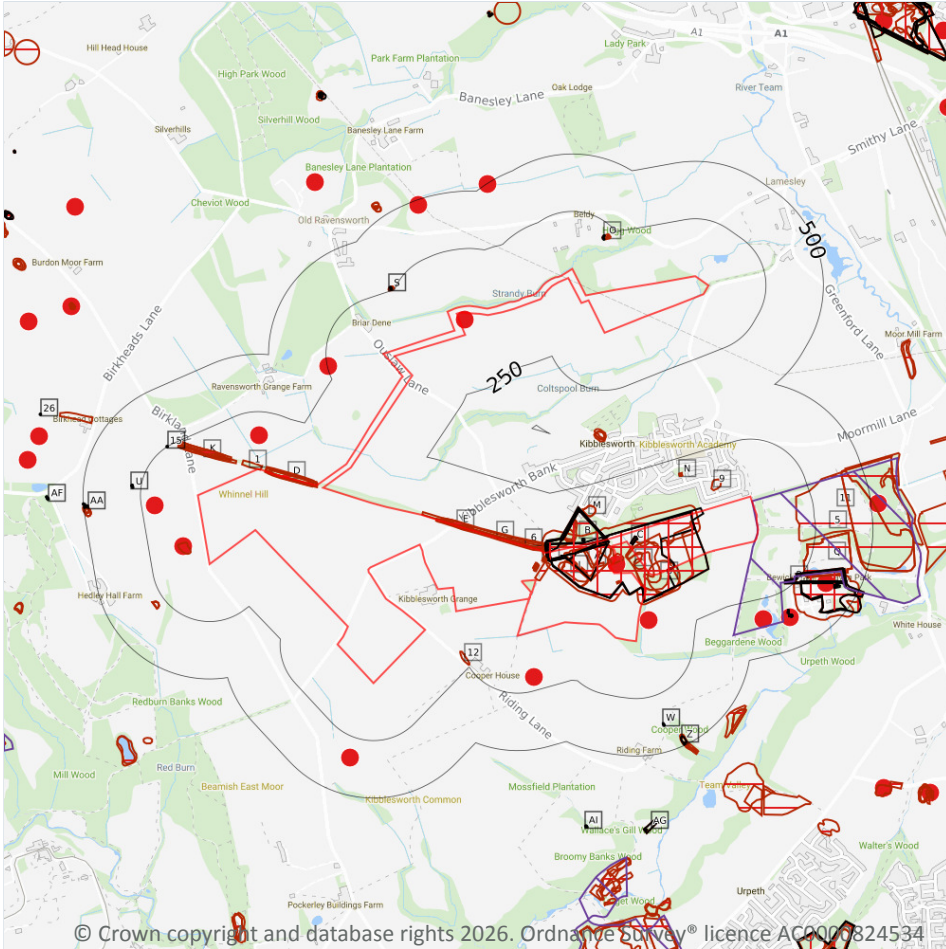 Hill Head House
Lady Park
A1
A1
Park Farm Plantation
High Park Wood
Oak Lodge
River Team
Banesley Lane
Silverhill Wood
Silverhills
Banesley Lane Farm
Smithy Lane
Banesley Lane Plantation
Lamesley
Cheviot Wood
Old Ravensworth
Beldy
O
500
Burdon Moor Farm
S
Strandy Burn
Greenford Lane
Birkheads Lane
Briar Dene
Moor Mill Farm
250
Ravensworth Grange Farm
Coltspool Burn
26
Birkhead Cottages
Moormill Lane
15
K
Kibblesworth
Kibblesworth Academy
1
D
N
9
U
AF
AA
Whinnel Hill
Kibblesworth Bank
M
11
E
G
6
B
C
5
Q
Hedley Hall Farm
Kibblesworth Grange
White House
Beggardene Wood
12
Cooper House
Urpeth Wood
Redburn Banks Wood
Riding Lane
W
Z
Riding Farm
Red Burn
Mill Wood
Beamish East Moor
Mossfield Plantation
Team Valley
Kibblesworth Common
AI
AG
Wallace's Gill Wood
Walter's Wood
Broomy Banks Wood
Urpeth
Pockerley Buildings Farm
© Crown copyright and database rights 2026. Ordnance Survey® licence AC0000824534